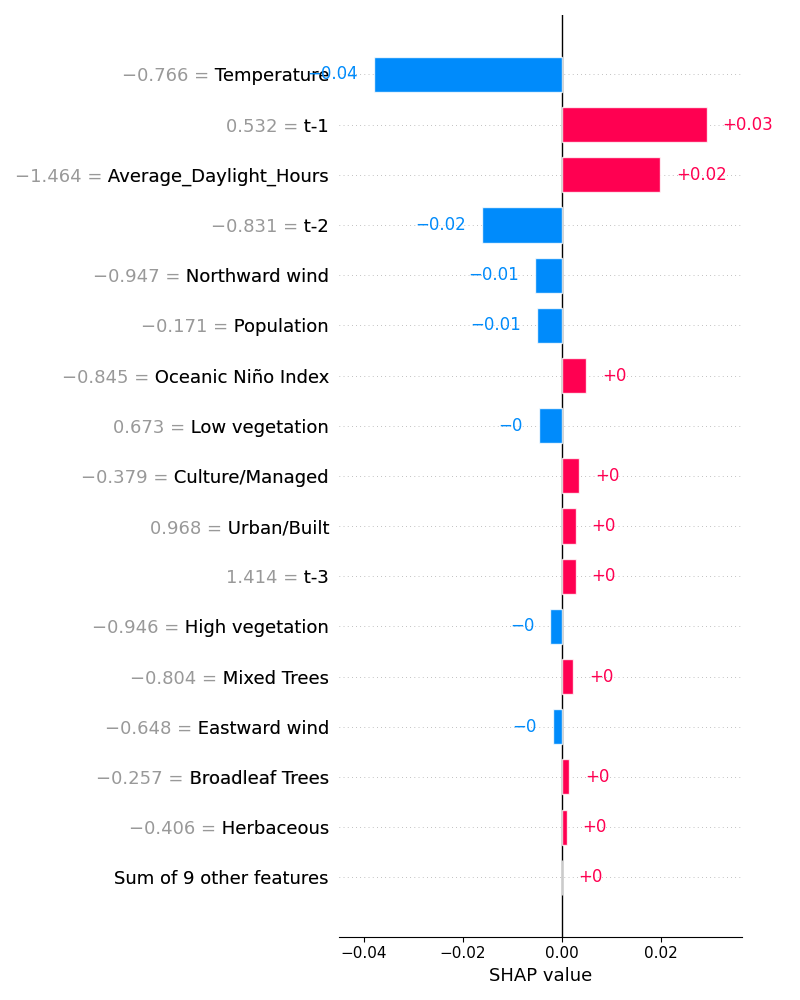 −0.766 = Temperature −0.04
0.532 = t-1 +0.03
−1.464 = Average_Daylight_Hours +0.02
−0.831 = t-2 −0.02
−0.947 = Northward wind −0.01
−0.171 = Population −0.01
−0.845 = Oceanic Niño Index +0
0.673 = Low vegetation −0
−0.379 = Culture/Managed +0
0.968 = Urban/Built +0
1.414 = t-3 +0
−0.946 = High vegetation −0
−0.804 = Mixed Trees +0
−0.648 = Eastward wind −0
−0.257 = Broadleaf Trees +0
−0.406 = Herbaceous +0
Sum of 9 other features +0
−0.04 −0.02 0.00 0.02
SHAP value